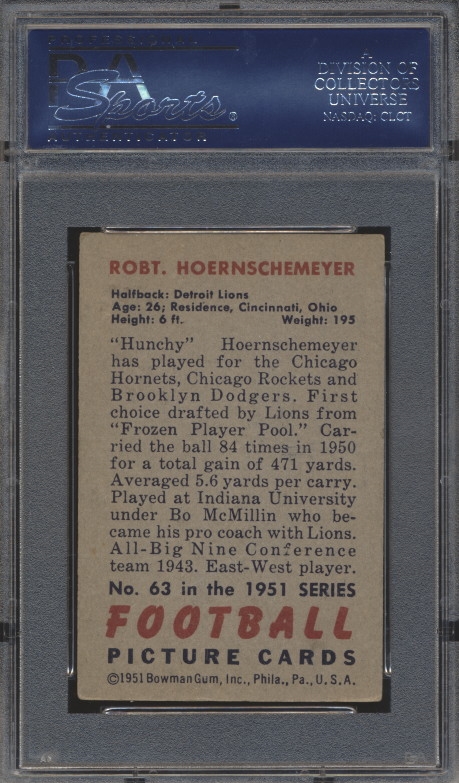 PROFESSIONAL
PSA
Sports®
AUTHENTICATOR
A
DIVISION OF
COLLECTORS
UNIVERSE
NASDAQ: CLCT
ROBT. HOERNSCHEMEYER
Halfback: Detroit Lions
Age: 26; Residence, Cincinnati, Ohio
Height: 6 ft. Weight: 195
"Hunchy" Hoernschemeyer
has played for the Chicago
Hornets, Chicago Rockets and
Brooklyn Dodgers. First
choice drafted by Lions from
"Frozen Player Pool." Car-
ried the ball 84 times in 1950
for a total gain of 471 yards.
Averaged 5.6 yards per carry.
Played at Indiana University
under Bo McMillin who be-
came his pro coach with Lions.
All-Big Nine Conference
team 1943. East-West player.
No. 63 in the 1951 SERIES
FOOTBALL
PICTURE CARDS
©1951 Bowman Gum, Inc., Phila., Pa., U.S.A.